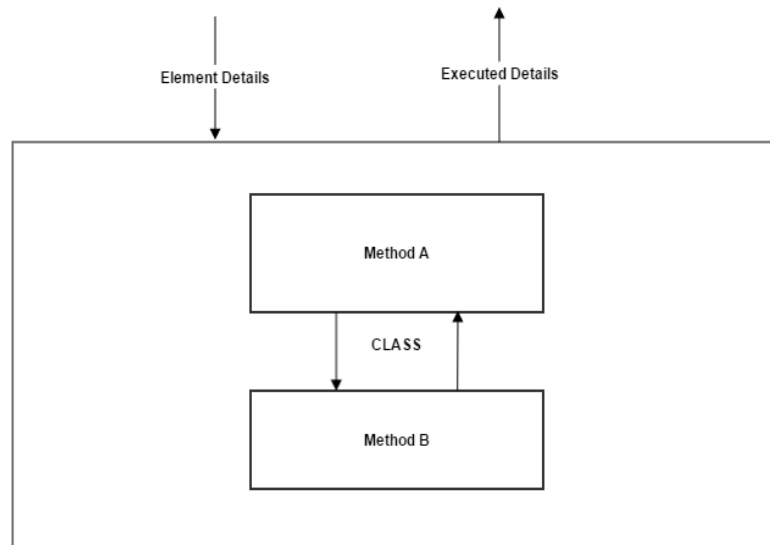 Element Details
Executed Details
Method A
CLASS
Method B